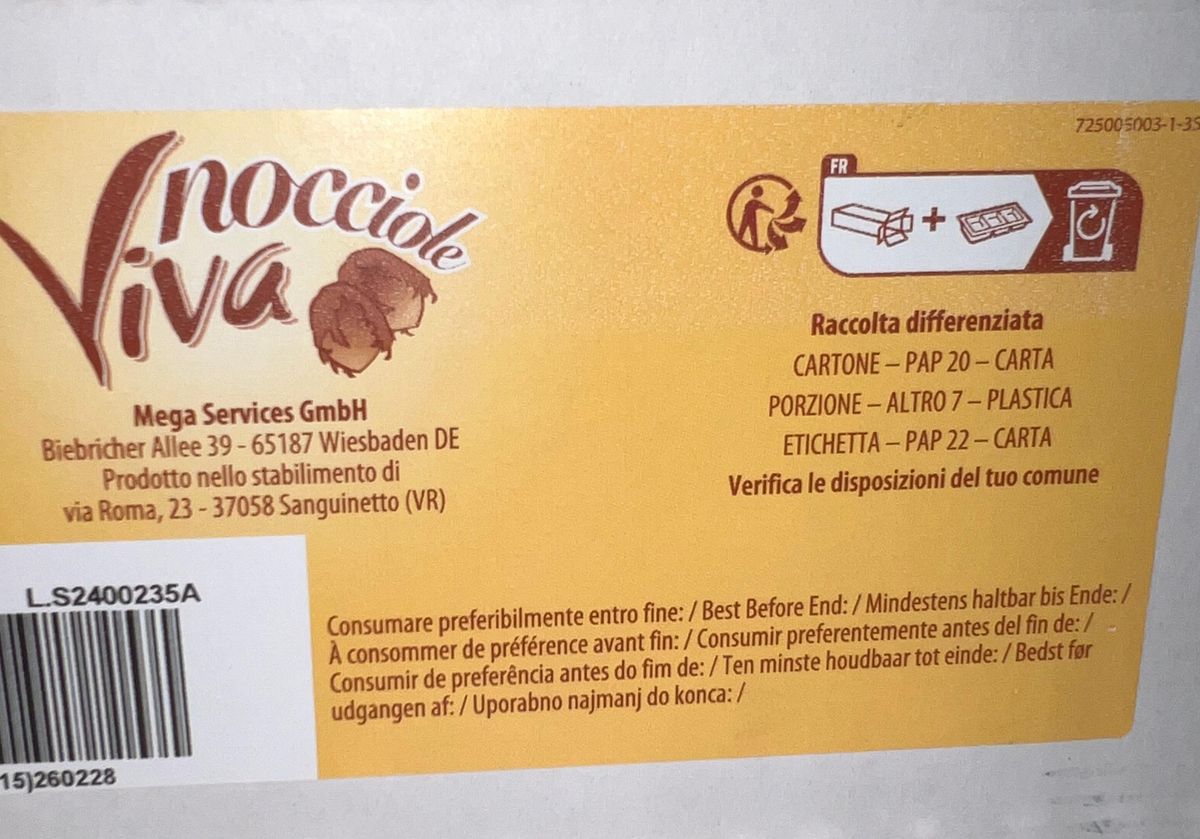 725005003-1-3S
nocciole
Viva
FR
Raccolta differenziata
CARTONE – PAP 20 – CARTA
PORZIONE – ALTRO 7 – PLASTICA
ETICHETTA – PAP 22 – CARTA
Verifica le disposizioni del tuo comune
Mega Services GmbH
Biebricher Allee 39 - 65187 Wiesbaden DE
Prodotto nello stabilimento di
via Roma, 23 - 37058 Sanguinetto (VR)
L.S2400235A
15)260228
Consumare preferibilmente entro fine: / Best Before End: / Mindestens haltbar bis Ende: /
À consommer de préférence avant fin: / Consumir preferentemente antes del fin de: /
Consumir de preferência antes do fim de: / Ten minste houdbaar tot einde: / Bedst før
udgangen af: / Uporabno najmanj do konca: /